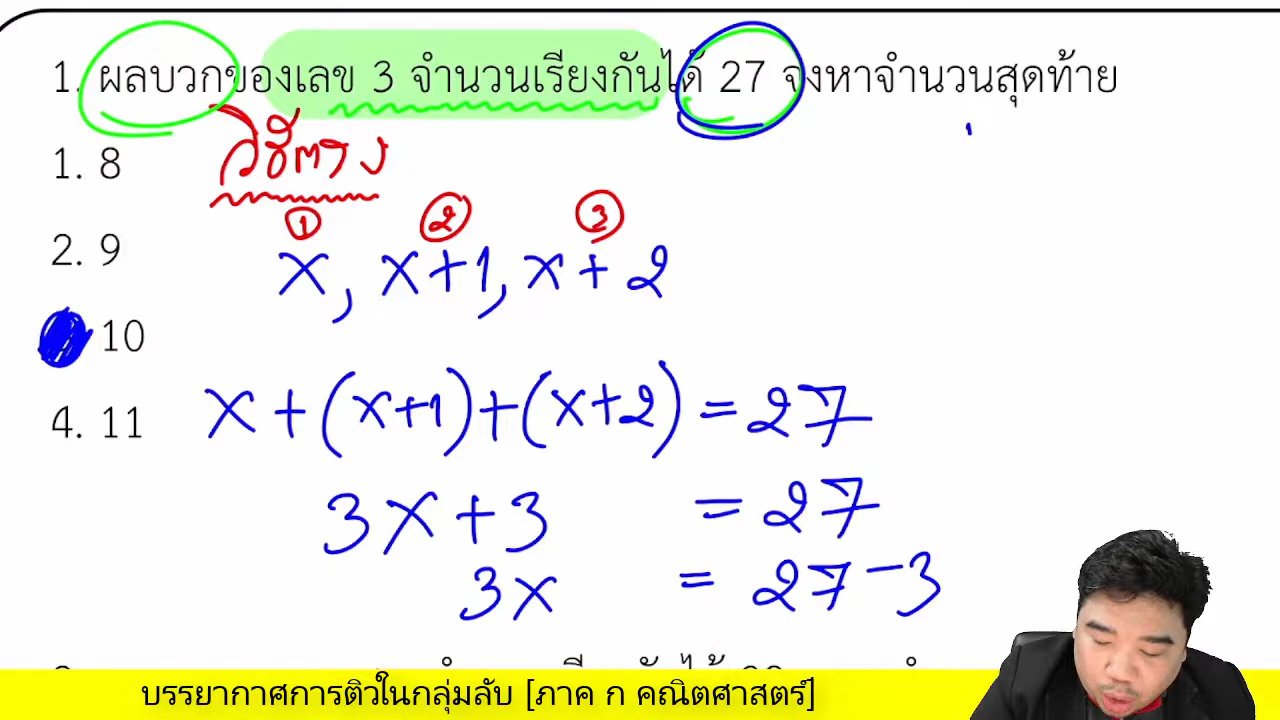 1. ผลบวกของเลข 3 จำนวนเรียงกันได้ 27 จงหาจำนวนสุดท้าย
1. 8
วิธีตรง
① ② ③
2. 9
x, x+1, x+2
10
x+(x+1)+(x+2) = 27
4. 11
3x+3 = 27
3x = 27-3
บรรยากาศการติวในกลุ่มลับ [ภาค ก คณิตศาสตร์]